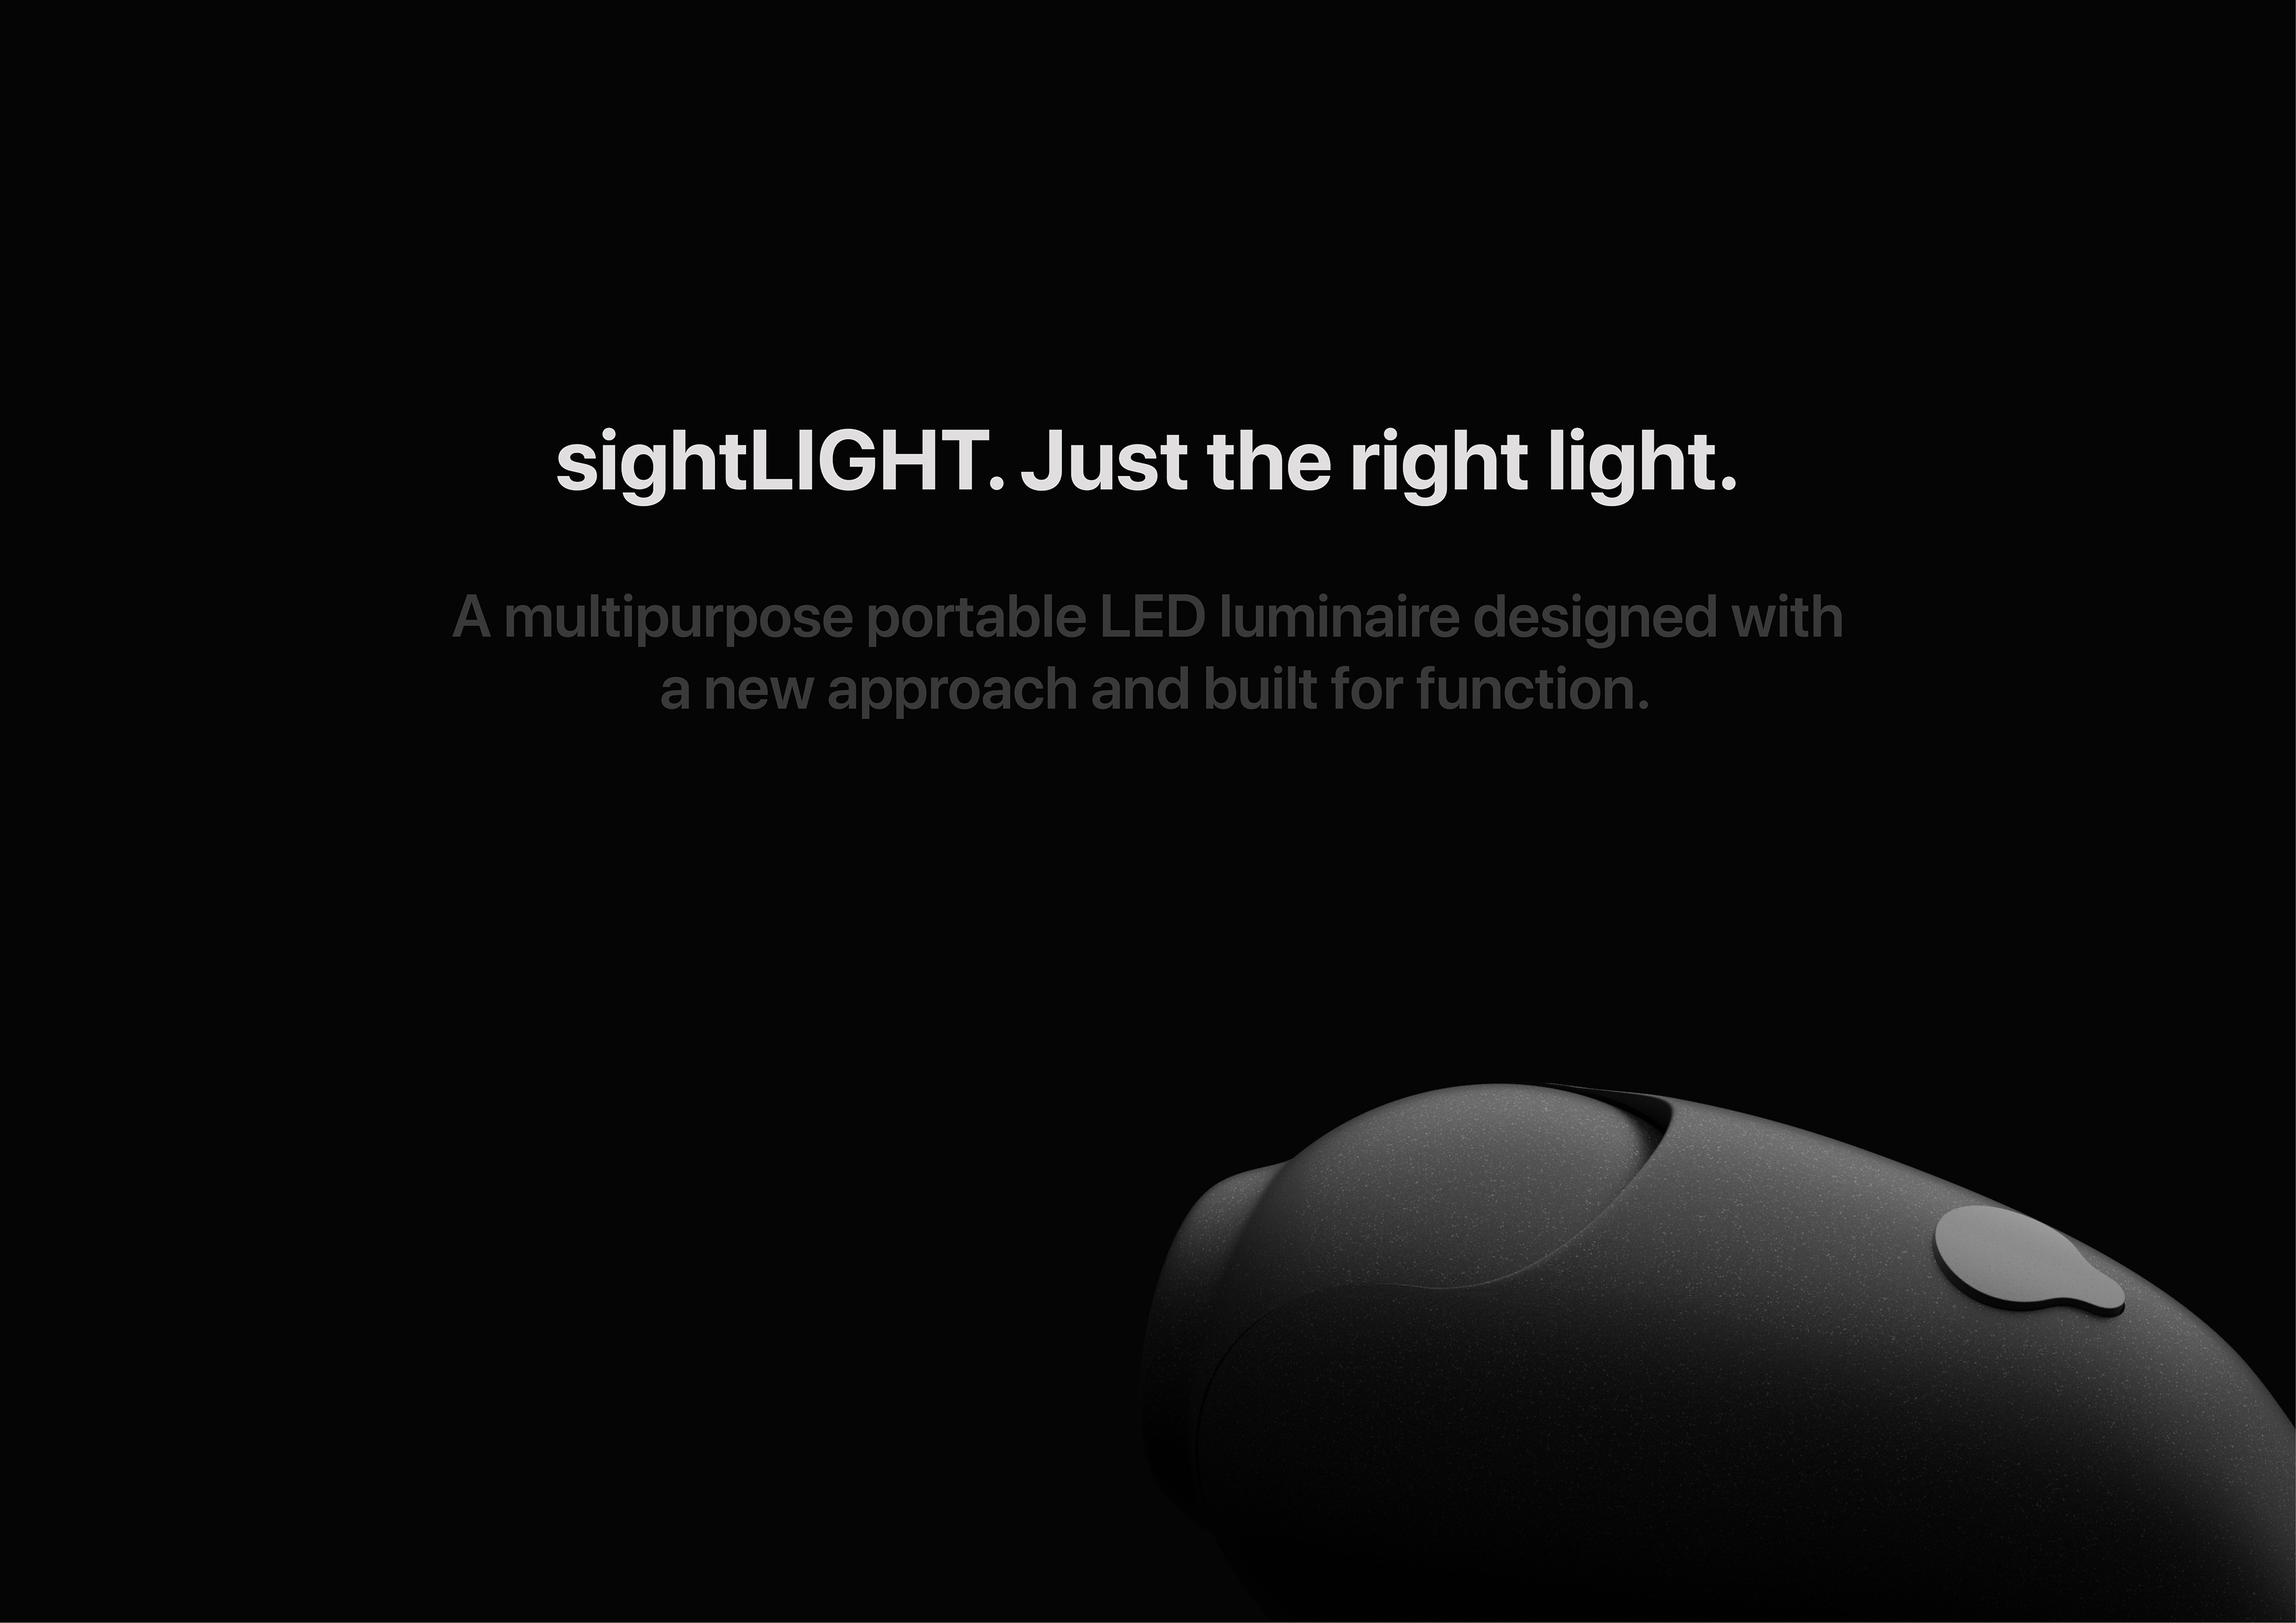 sightLIGHT. Just the right light.
A multipurpose portable LED luminaire designed with
a new approach and built for function.